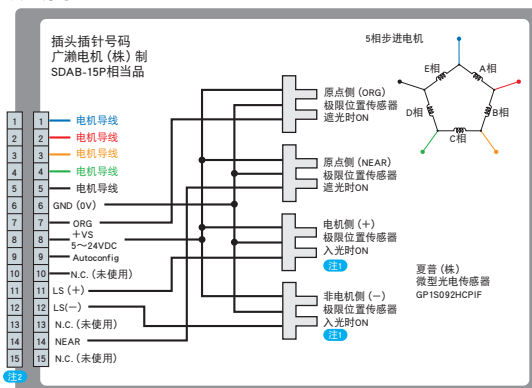 插头插针号码
广濑电机（株）制
SDAB-15P相当品
5相步进电机
E相
A相
D相
B相
C相
原点侧（ORG）
极限位置传感器
遮光时ON
原点侧（NEAR）
极限位置传感器
遮光时ON
电机侧（+）
极限位置传感器
入光时ON
注1
非电机侧（-）
极限位置传感器
入光时ON
注1
夏普（株）
微型光电传感器
GP1S092HCPIF
1 1 电机导线
2 2 电机导线
3 3 电机导线
4 4 电机导线
5 5 电机导线
6 6 GND（0V）
7 7 ORG
8 8 +VS
5～24VDC
9 9 Autoconfig
10 10 N.C.（未使用）
11 11 LS（+）
12 12 LS(-)
13 13 N.C.（未使用）
14 14 NEAR
15 15 N.C.（未使用）
注2